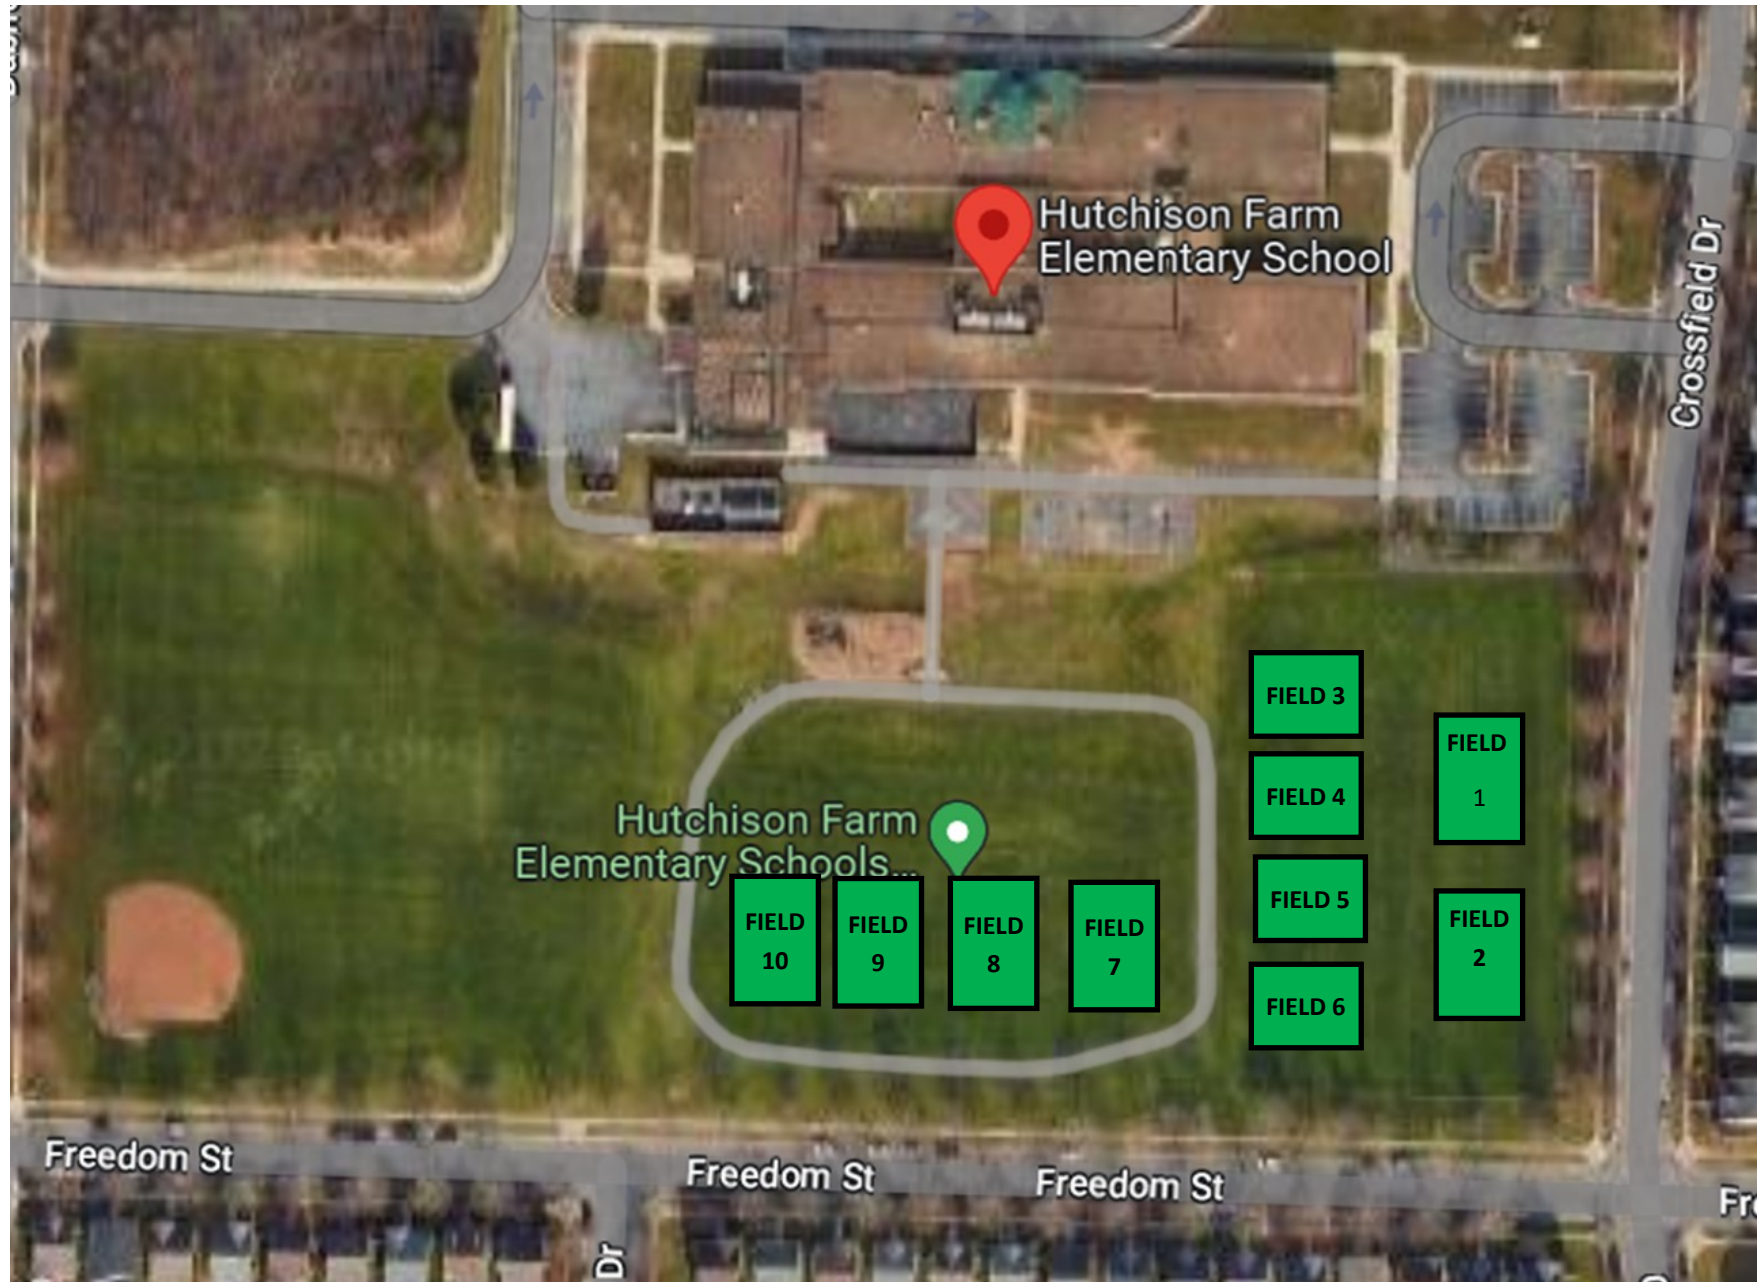 Hutchison Farm
Elementary School
Crossfield Dr
FIELD 3
FIELD
1
FIELD 4
Hutchison Farm
Elementary Schools...
FIELD 5
FIELD
10
FIELD
9
FIELD
8
FIELD
7
FIELD
2
FIELD 6
Freedom St
Freedom St
Freedom St
Fre
Dr